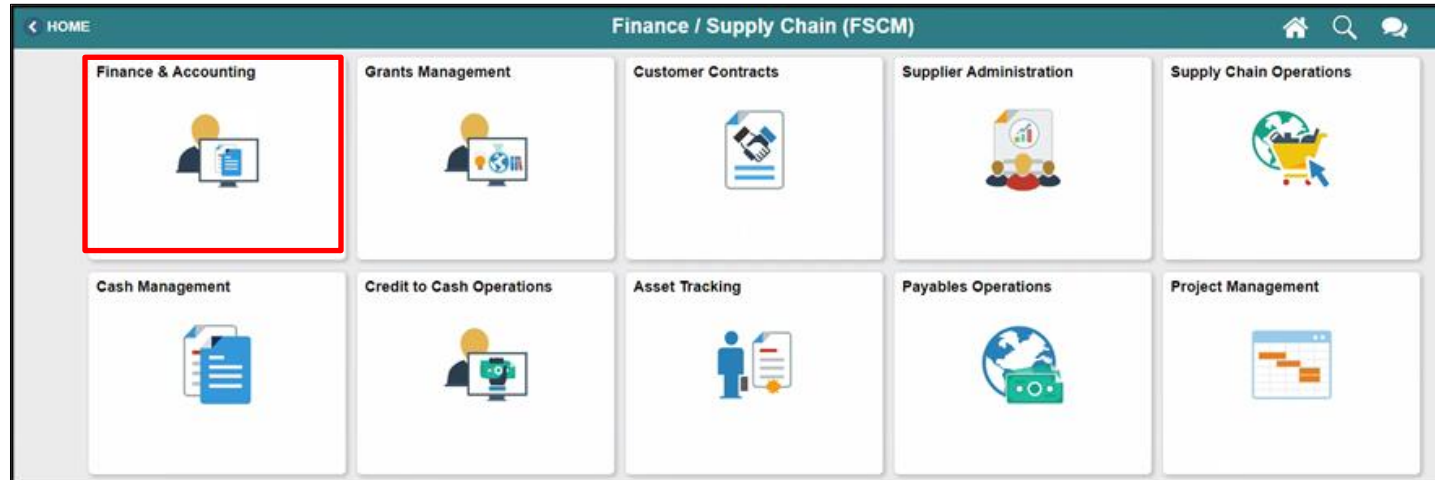 HOME
Finance / Supply Chain (FSCM)
Finance & Accounting
Grants Management
Customer Contracts
Supplier Administration
Supply Chain Operations
Cash Management
Credit to Cash Operations
Asset Tracking
Payables Operations
Project Management